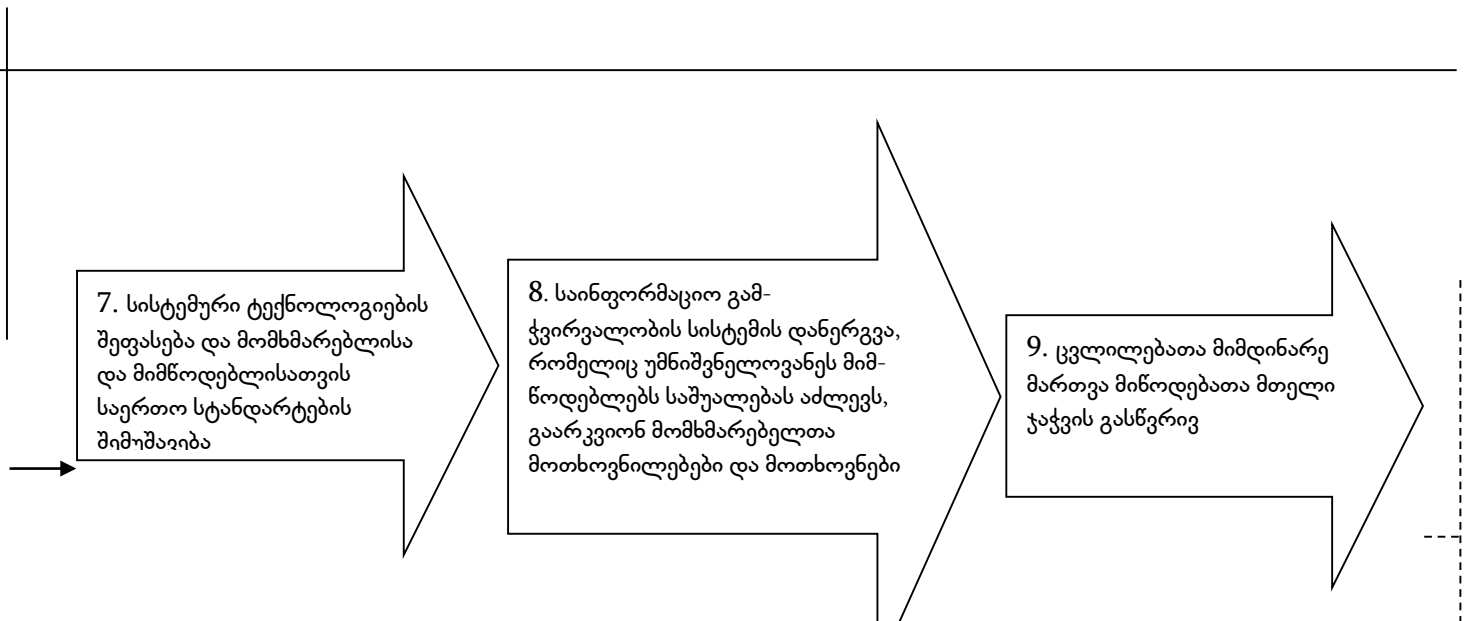 7. სისტემური ტექნოლოგიების
შეფასება და მომხმარებლისა
და მიმწოდებლისათვის
საერთო სტანდარტების
შემუშავება
8. საინფორმაციო გამ-
ჭვირვალობის სისტემის დანერგვა,
რომელიც უმნიშვნელოვანეს მიმ-
წოდებლებს საშუალებას აძლევს,
გაარკვიონ მომხმარებელთა
მოთხოვნილებები და მოთხოვნები
9. ცვლილებათა მიმდინარე
მართვა მიწოდებათა მთელი
ჯაჭვის გასწვრივ